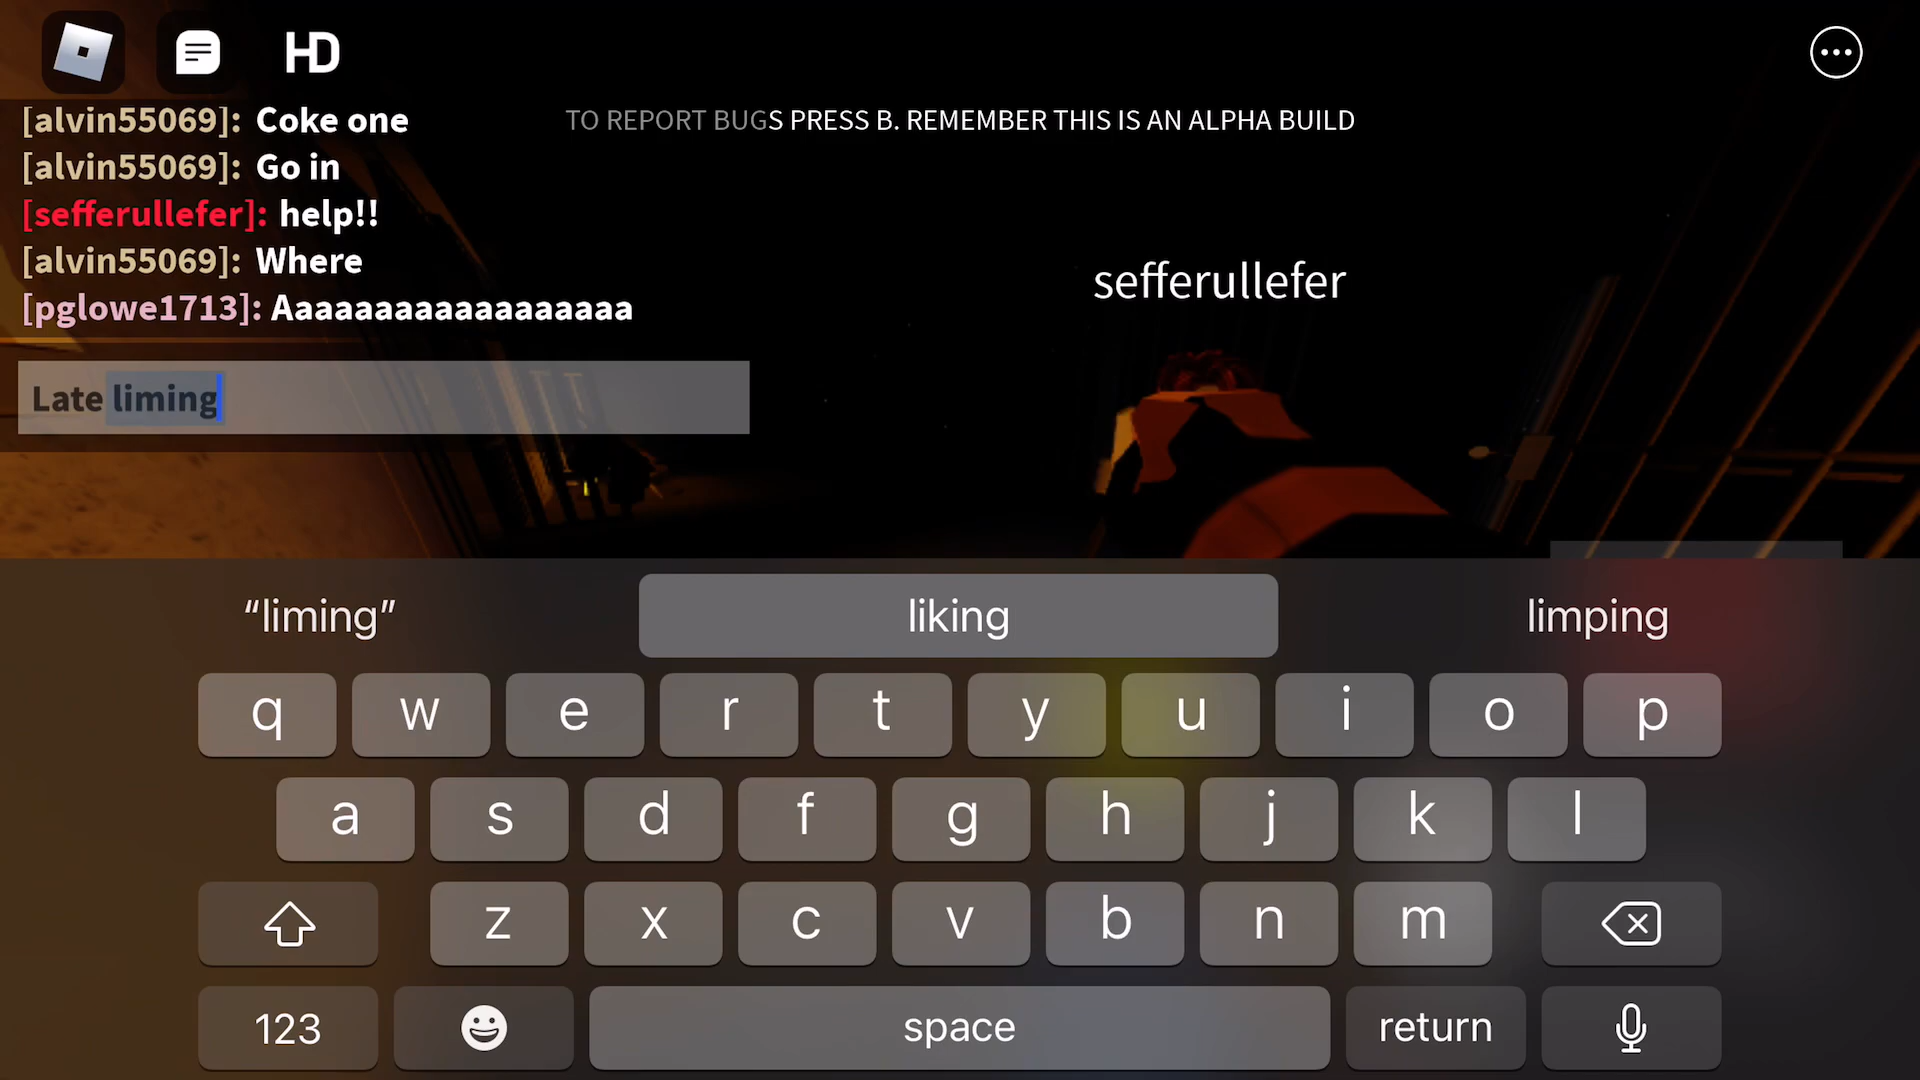 HD
TO REPORT BUGS PRESS B. REMEMBER THIS IS AN ALPHA BUILD
[alvin55069]: Coke one
[alvin55069]: Go in
[sefferullefer]: help!!
[alvin55069]: Where
[pglowe1713]: Aaaaaaaaaaaaaaaaaaa
sefferullefer
Late liming
“liming” liking limping
q w e r t y u i o p
a s d f g h j k l
z x c v b n m
123 space return